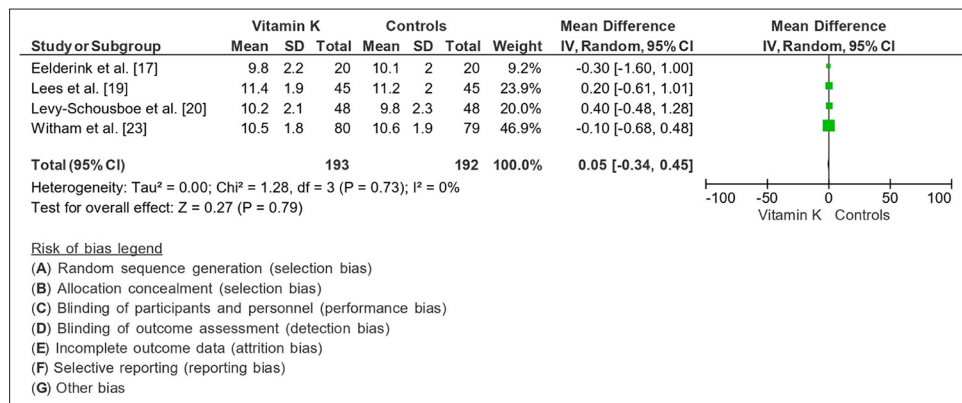 Vitamin K Controls Mean Difference Mean Difference
Study or Subgroup Mean SD Total Mean SD Total Weight IV, Random, 95% CI IV, Random, 95% CI
Eelderink et al. [17] 9.8 2.2 20 10.1 2 20 9.2% -0.30 [-1.60, 1.00]
Lees et al. [19] 11.4 1.9 45 11.2 2 45 23.9% 0.20 [-0.61, 1.01]
Levy-Schousboe et al. [20] 10.2 2.1 48 9.8 2.3 48 20.0% 0.40 [-0.48, 1.28]
Witham et al. [23] 10.5 1.8 80 10.6 1.9 79 46.9% -0.10 [-0.68, 0.48]
Total (95% CI) 193 192 100.0% 0.05 [-0.34, 0.45]
Heterogeneity: Tau² = 0.00; Chi² = 1.28, df = 3 (P = 0.73); I² = 0%
Test for overall effect: Z = 0.27 (P = 0.79)
-100 -50 0 50 100
Vitamin K Controls
Risk of bias legend
(A) Random sequence generation (selection bias)
(B) Allocation concealment (selection bias)
(C) Blinding of participants and personnel (performance bias)
(D) Blinding of outcome assessment (detection bias)
(E) Incomplete outcome data (attrition bias)
(F) Selective reporting (reporting bias)
(G) Other bias